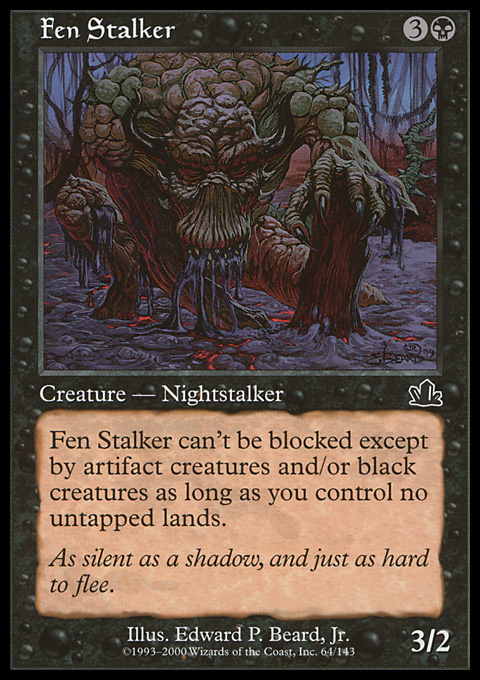 Fen Stalker 3
Creature — Nightstalker
Fen Stalker can't be blocked except
by artifact creatures and/or black
creatures as long as you control no
untapped lands.
As silent as a shadow, and just as hard
to flee.
Illus. Edward P. Beard, Jr.
©1993–2000 Wizards of the Coast, Inc. 64/143
3/2